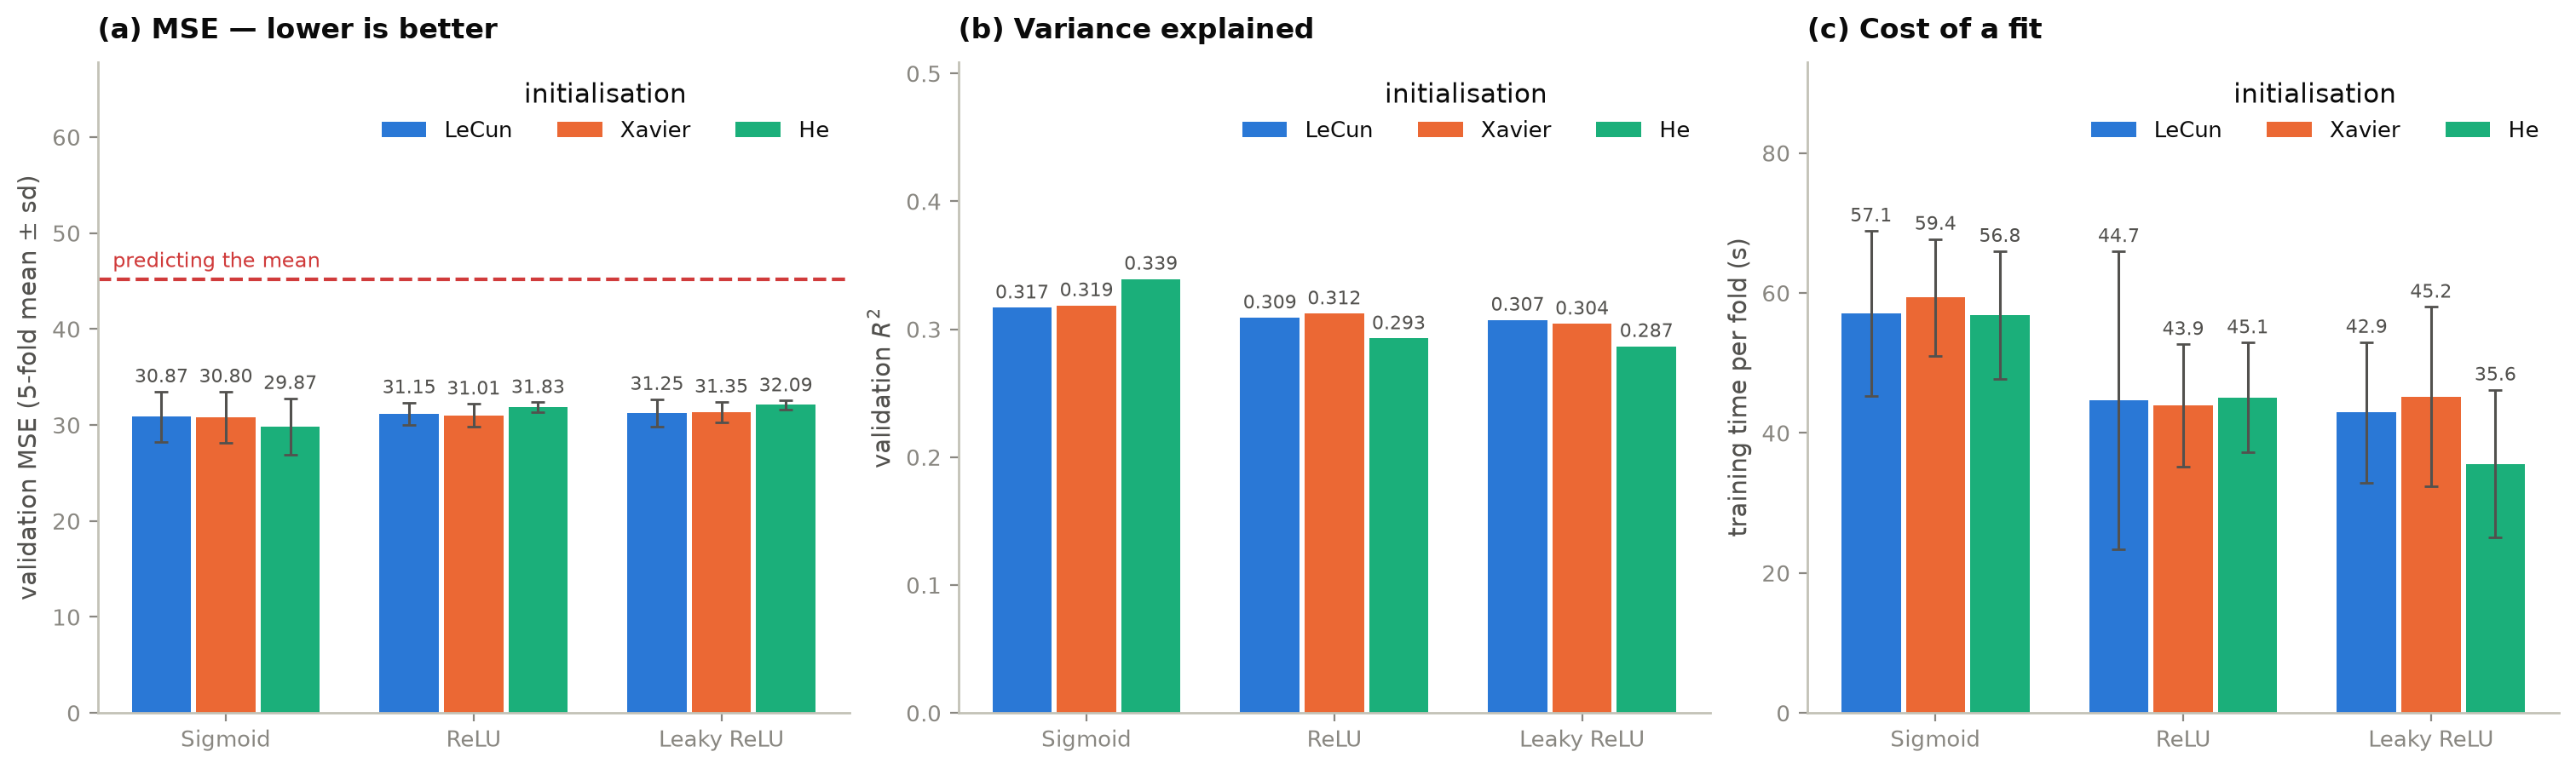 (a) MSE — lower is better
validation MSE (5-fold mean ± sd)
60
50
40
30
20
10
0
initialisation
LeCun Xavier He
predicting the mean
30.87 30.80 29.87
31.15 31.01 31.83
31.25 31.35 32.09
Sigmoid ReLU Leaky ReLU
(b) Variance explained
validation R²
0.5
0.4
0.3
0.2
0.1
0.0
initialisation
LeCun Xavier He
0.317 0.319 0.339
0.309 0.312 0.293
0.307 0.304 0.287
Sigmoid ReLU Leaky ReLU
(c) Cost of a fit
training time per fold (s)
80
60
40
20
0
initialisation
LeCun Xavier He
57.1 59.4 56.8
44.7 43.9 45.1
42.9 45.2 35.6
Sigmoid ReLU Leaky ReLU